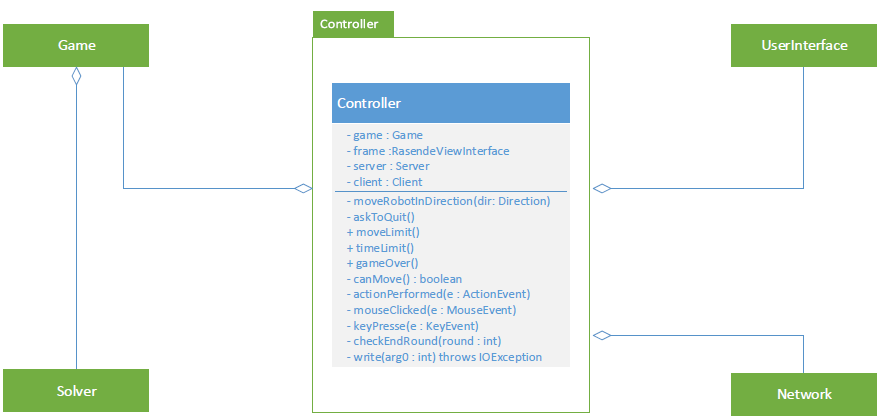 Controller
Game
UserInterface
Controller
- game : Game
- frame :RasendeViewInterface
- server : Server
- client : Client
- moveRobotInDirection(dir: Direction)
- askToQuit()
+ moveLimit()
+ timeLimit()
+ gameOver()
- canMove() : boolean
- actionPerformed(e : ActionEvent)
- mouseClicked(e : MouseEvent)
- keyPresse(e : KeyEvent)
- checkEndRound(round : int)
- write(arg0 : int) throws IOException
Solver
Network